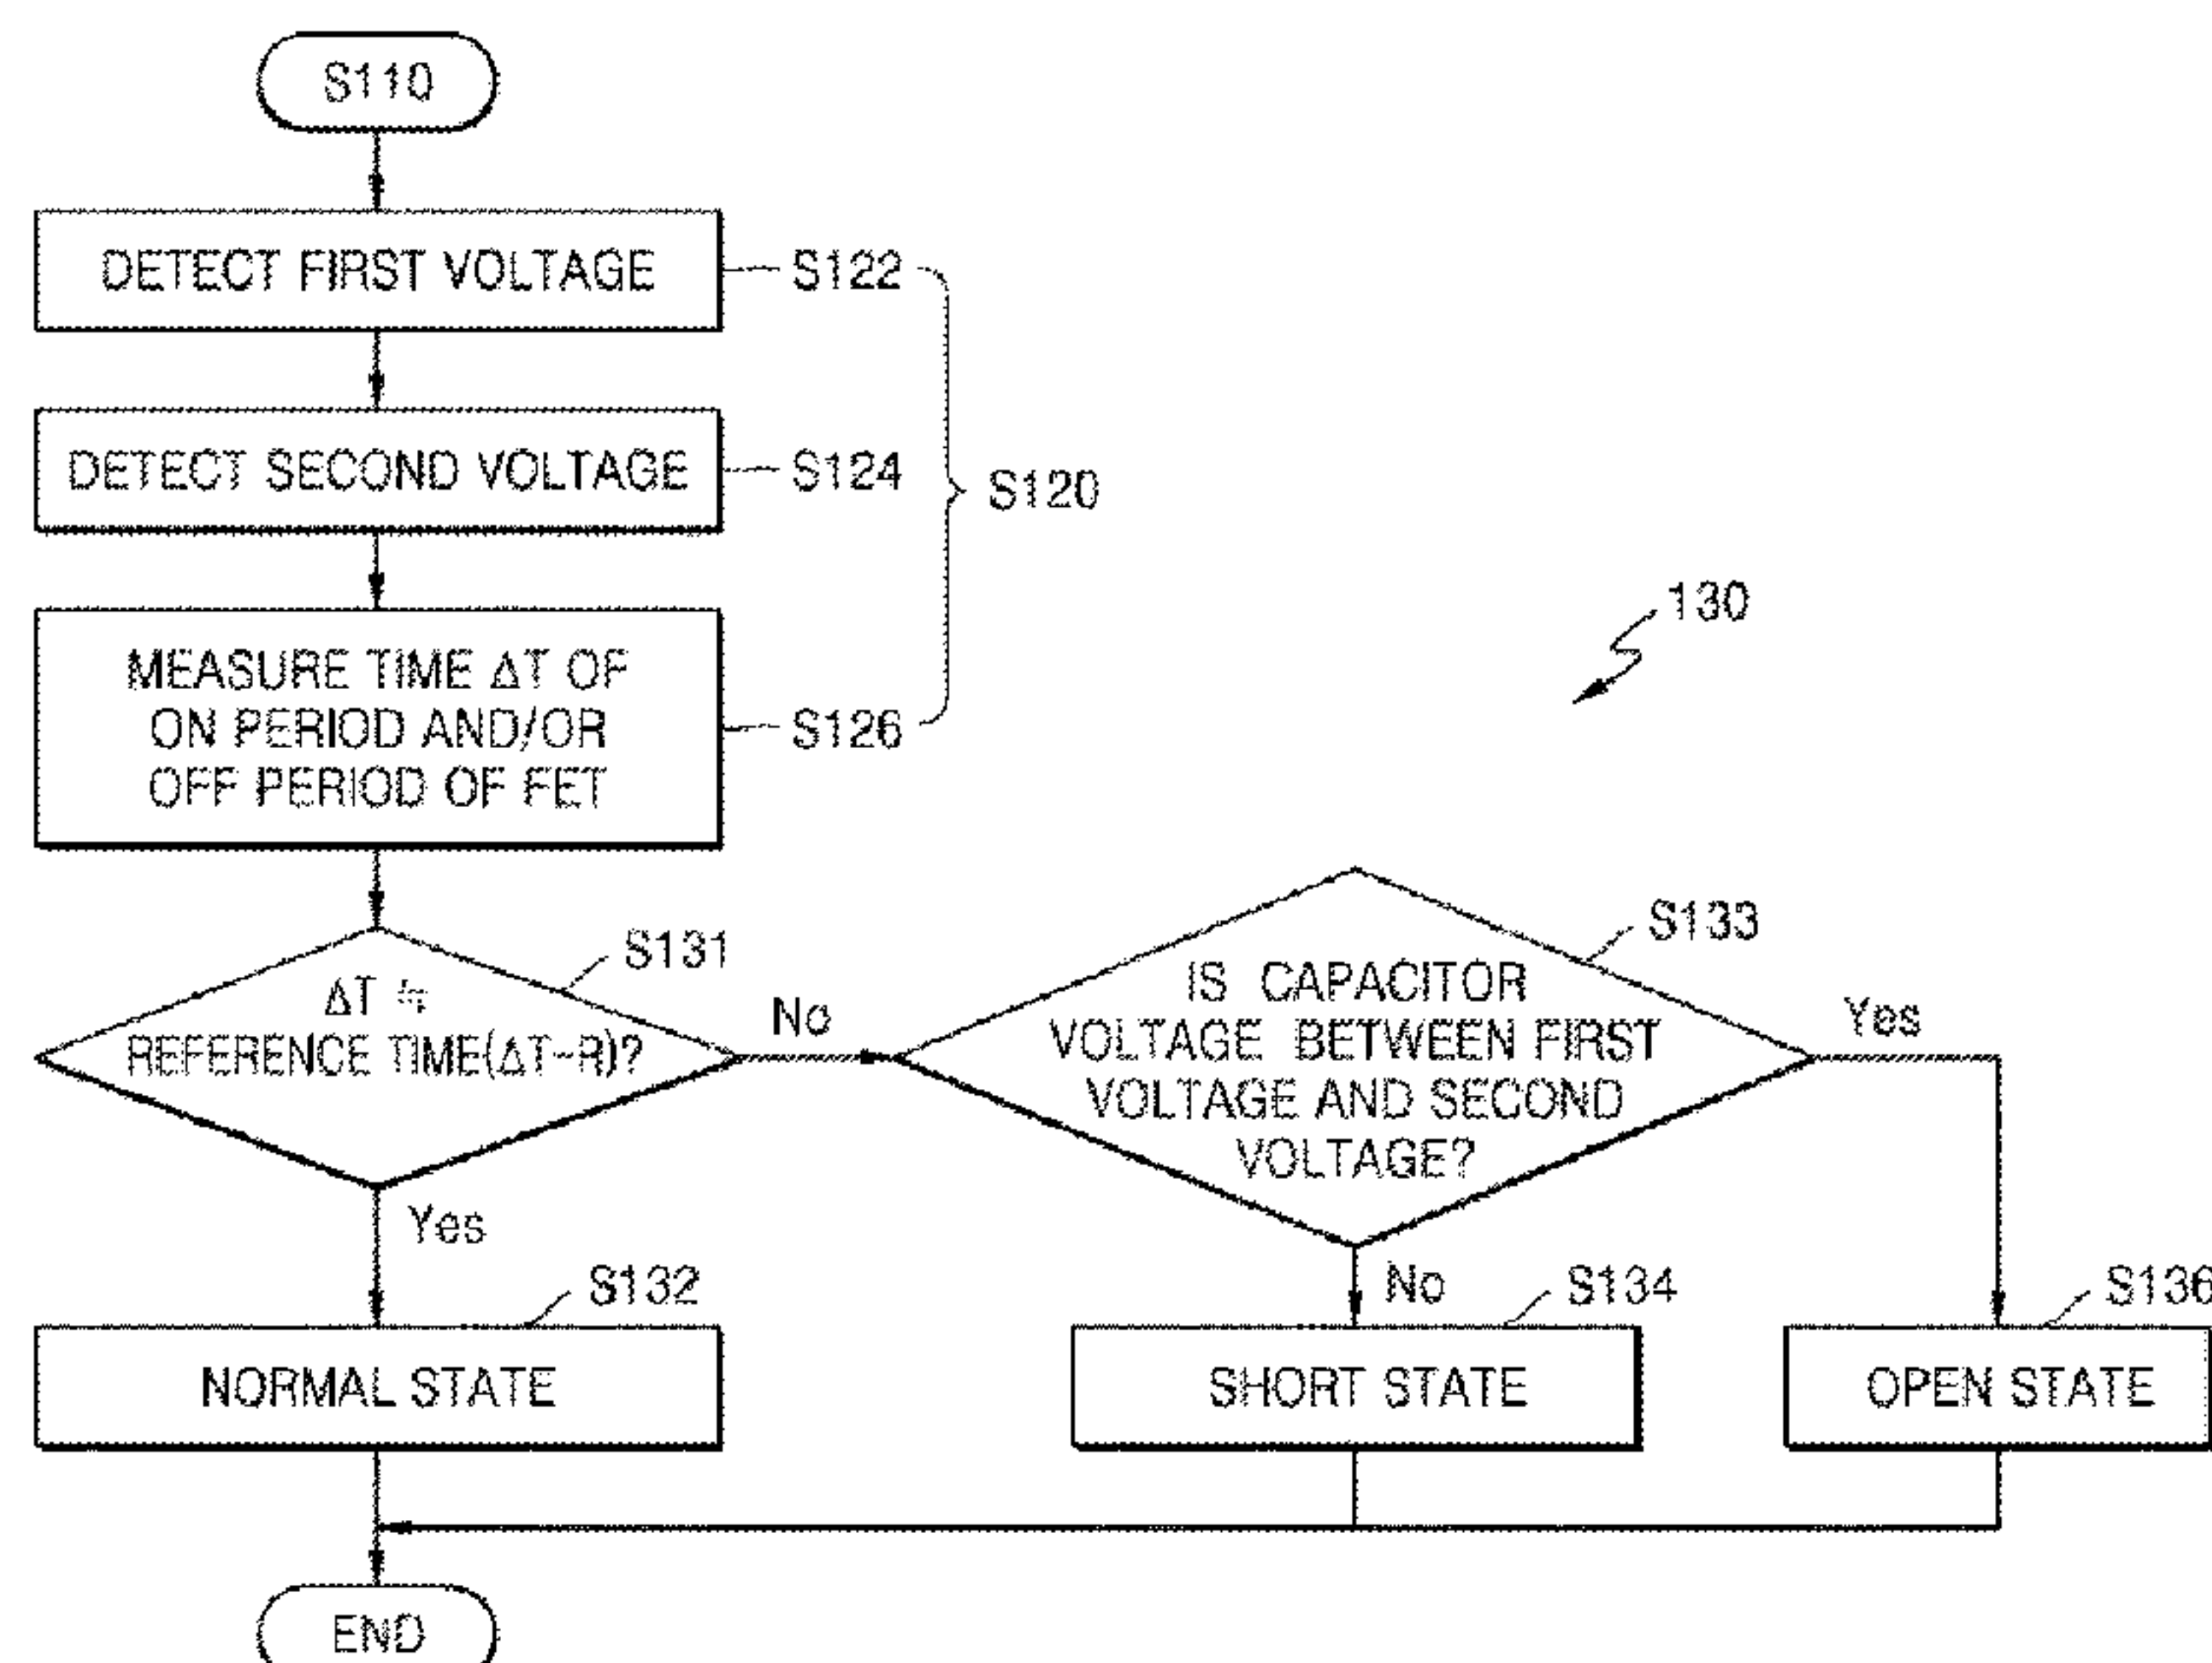 S110
DETECT FIRST VOLTAGE
S122
DETECT SECOND VOLTAGE
S124
S120
MEASURE TIME ΔT OF
ON PERIOD AND/OR
OFF PERIOD OF FET
S126
130
S131
ΔT ≒
REFERENCE TIME(ΔT-R)?
No
S133
IS CAPACITOR
VOLTAGE BETWEEN FIRST
VOLTAGE AND SECOND
VOLTAGE?
Yes
Yes
No
S132
NORMAL STATE
S134
SHORT STATE
S136
OPEN STATE
END